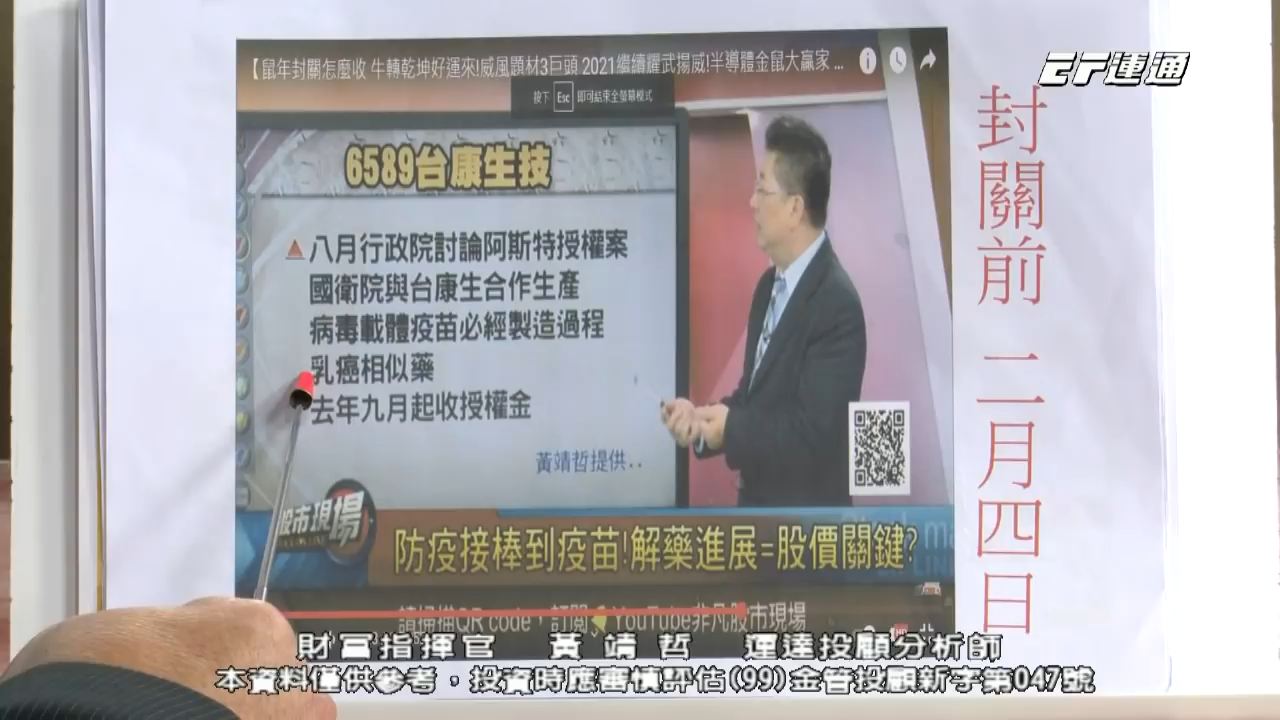 【鼠年封關怎麼收 牛轉乾坤好運來!威風題材3巨頭 2021繼續耀武揚威!半導體金鼠大贏家 ...
按下 Esc 即可結束全螢幕模式
EF運通
6589台康生技
八月行政院討論阿斯特授權案
國衛院與台康生合作生產
病毒載體疫苗必經製造過程
乳癌相似藥
去年九月起收授權金
黃靖哲提供..
封關前 二月四日
股市現場
防疫接棒到疫苗!解藥進展=股價關鍵?
請掃描QR code,訂閱 YouTube非凡股市現場
財富指揮官 黃靖哲 運達投顧分析師
本資料僅供參考,投資時應審慎評估(99)金管投顧新字第047號